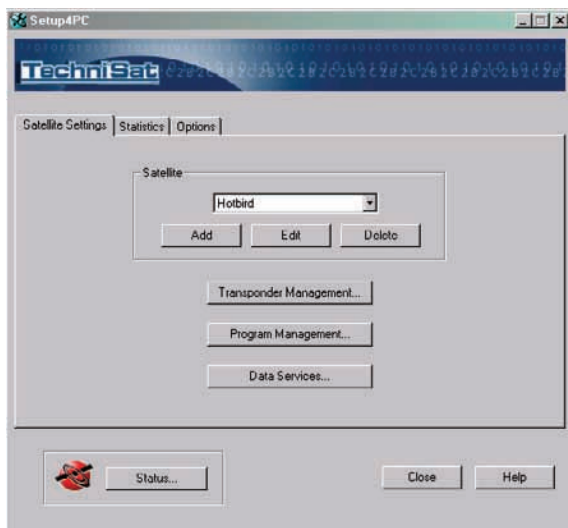 Setup4PC
TechniSat
Satellite Settings Statistics Options
Satellite
Hotbird
Add Edit Delete
Transponder Management...
Program Management...
Data Services...
Status... Close Help